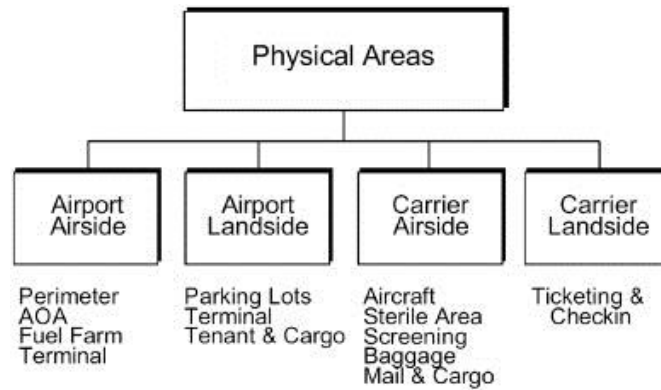 Physical Areas
Airport
Airside
Airport
Landside
Carrier
Airside
Carrier
Landside
Perimeter
AOA
Fuel Farm
Terminal
Parking Lots
Terminal
Tenant & Cargo
Aircraft
Sterile Area
Screening
Baggage
Mail & Cargo
Ticketing &
Checkin